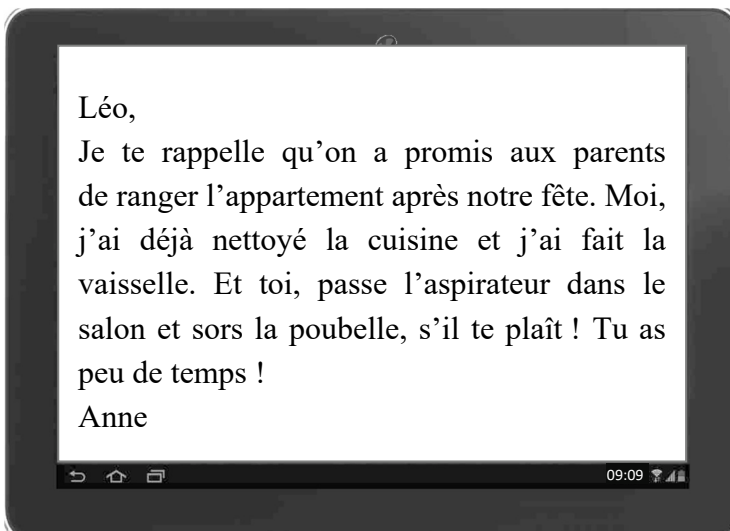 Léo,
Je te rappelle qu’on a promis aux parents
de ranger l’appartement après notre fête. Moi,
j’ai déjà nettoyé la cuisine et j’ai fait la
vaisselle. Et toi, passe l’aspirateur dans le
salon et sors la poubelle, s’il te plaît ! Tu as
peu de temps !
Anne
09:09